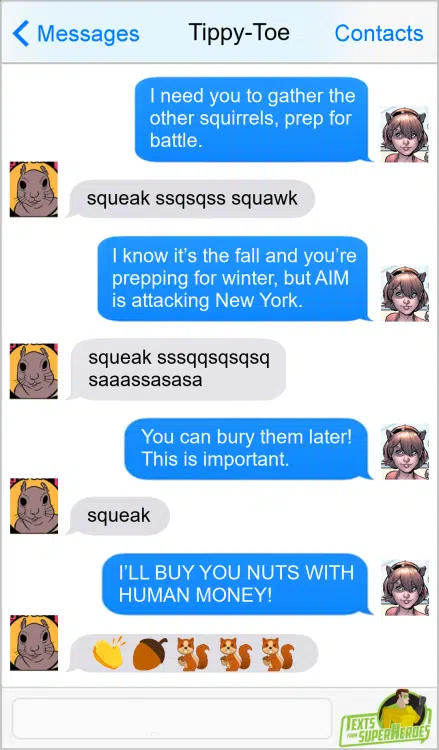 Messages
Tippy-Toe
Contacts
I need you to gather the
other squirrels, prep for
battle.
squeak ssqsqss squawk
I know it’s the fall and you’re
prepping for winter, but AIM
is attacking New York.
squeak sssqqsqsqsq
saaassasasa
You can bury them later!
This is important.
squeak
I’LL BUY YOU NUTS WITH
HUMAN MONEY!
TEXTS
FROM SUPERHEROES